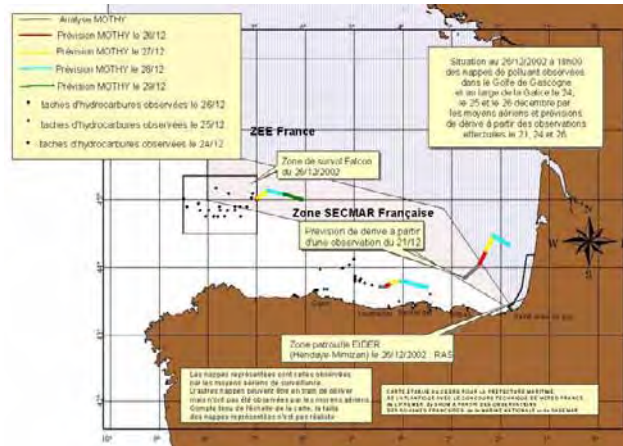 Analyse MOTHY
Prévision MOTHY le 26/12
Prévision MOTHY le 27/12
Prévision MOTHY le 28/12
Prévision MOTHY le 29/12
taches d'hydrocarbures observées le 26/12
taches d'hydrocarbures observées le 25/12
taches d'hydrocarbures observées le 24/12
Situation au 26/12/2002 à 18h00
des nappes de polluant observées
dans le Golfe de Gascogne
et au large de la Galice le 24,
le 25 et le 26 décembre par
les moyens aériens et prévisions
de dérive à partir des observations
effectuées le 21, 24 et 26
ZEE France
Zone de survol Falcon
du 26/12/2002
Zone SECMAR Française
Prévision de dérive à partir
d'une observation du 21/12
N
W
S
Zone patrouille EIDER
(Hendaye-Mimizan) le 26/12/2002 : RAS
Les nappes représentées sont celles observées
par les moyens aériens de surveillance.
D'autres nappes peuvent être en train de dériver
mais n'ont pas été observées par les moyens aériens.
Compte tenu de l'échelle de la carte, la taille
des nappes représentées n'est pas réaliste
CARTE ETABLIE AU CEDRE POUR LA PREFECTURE MARITIME
DE L'ATLANTIQUE AVEC LE CONCOURS TECHNIQUE DE METEO FRANCE,